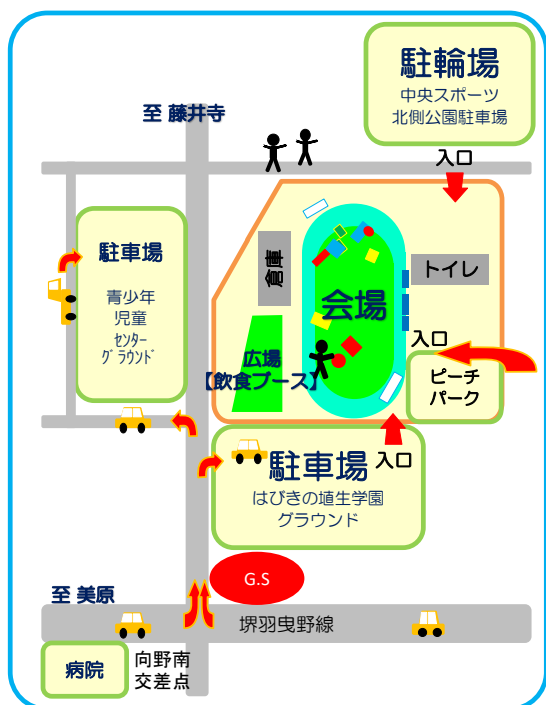 駐輪場
中央スポーツ
北側公園駐車場
至 藤井寺
入口
駐車場
青少年
児童
センター
グラウンド
倉庫
トイレ
会場
入口
広場
【飲食ブース】
ピーチ
パーク
駐車場
入口
はびきの埴生学園
グラウンド
G.S
至 美原
堺羽曳野線
病院
向野南
交差点